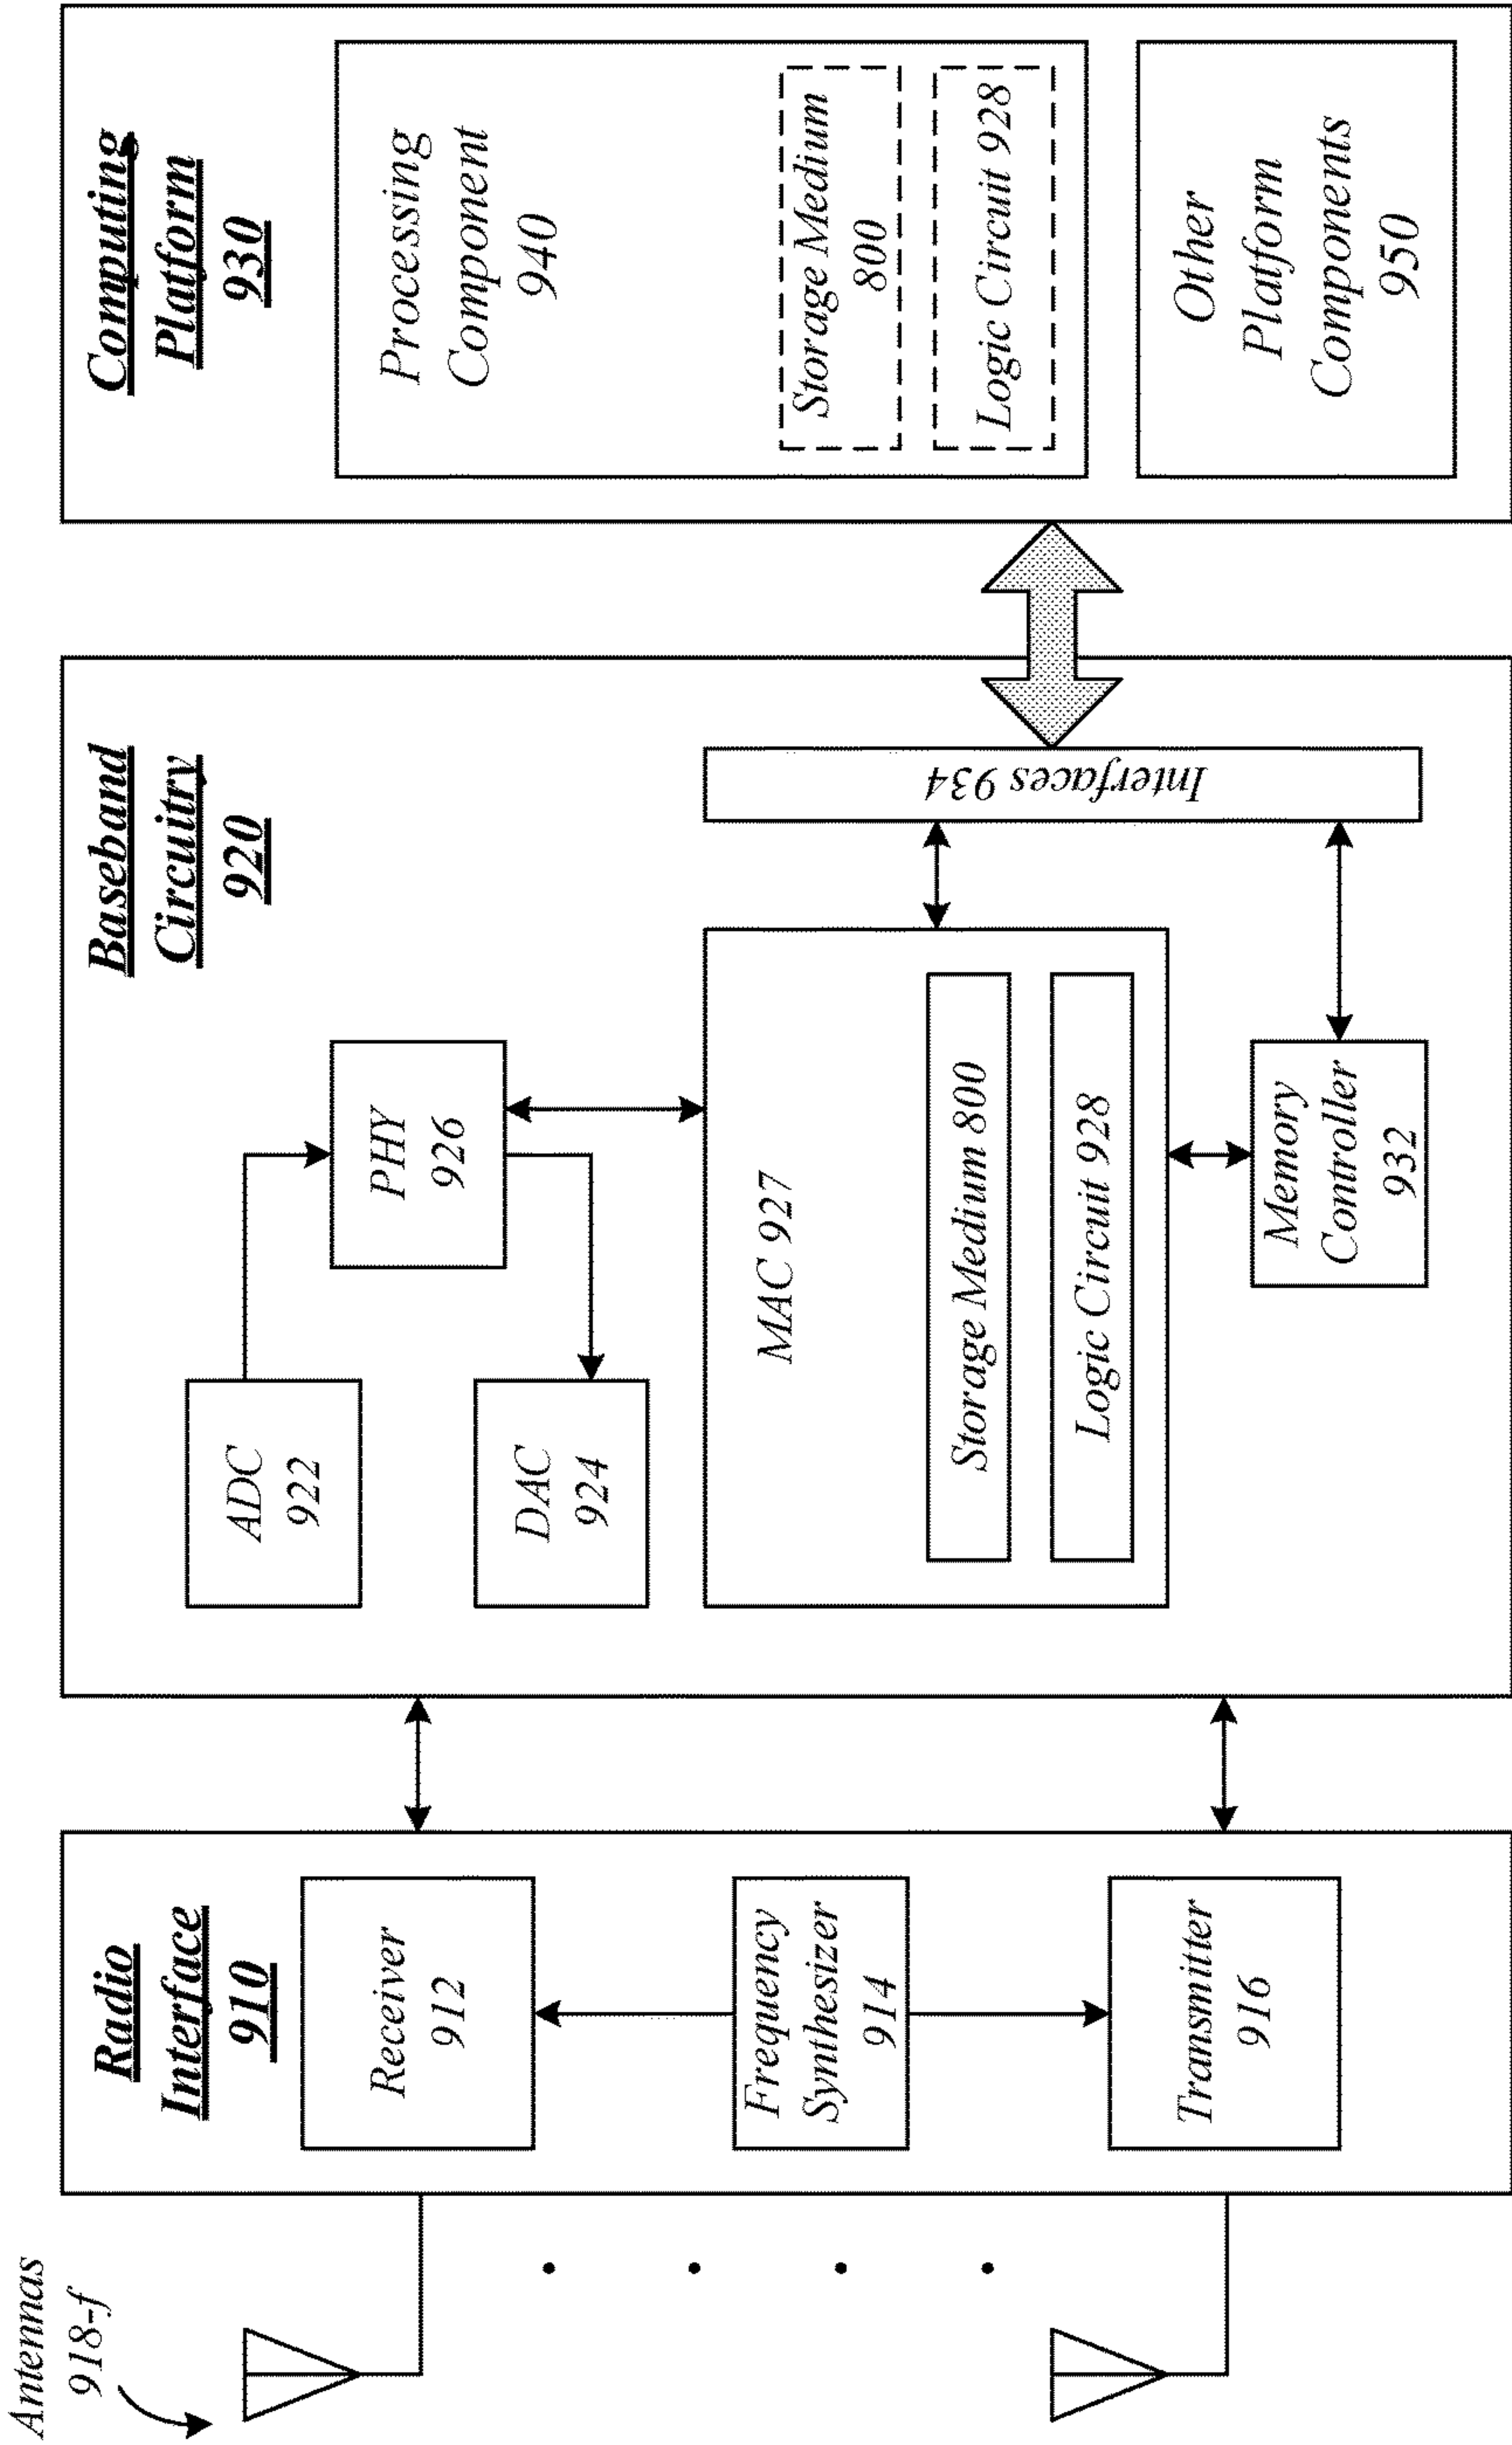 Antennas
918-f
Radio
Interface
910
Receiver
912
Frequency
Synthesizer
914
Transmitter
916
Baseband
Circuitry
920
ADC
922
PHY
926
DAC
924
MAC 927
Storage Medium 800
Logic Circuit 928
Memory
Controller
932
Interfaces 934
Computing
Platform
930
Processing
Component
940
Storage Medium
800
Logic Circuit 928
Other
Platform
Components
950